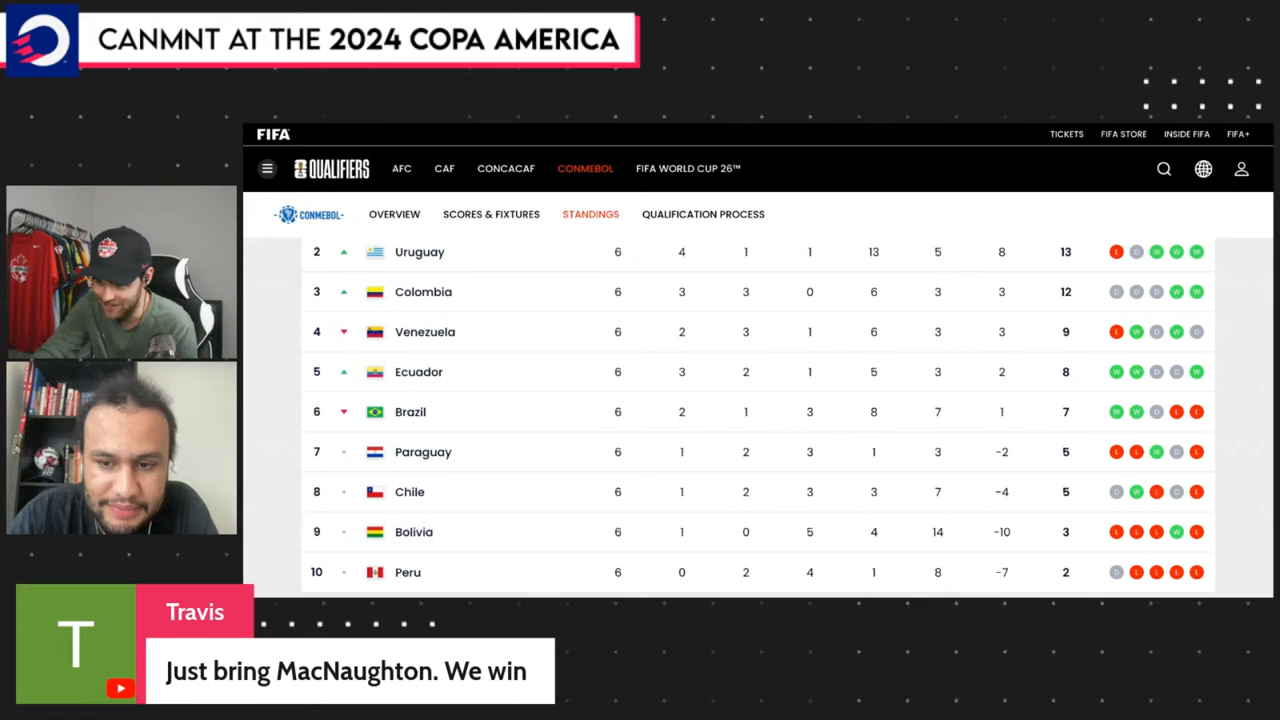 CANMNT AT THE 2024 COPA AMERICA
FIFA
TICKETS FIFA STORE INSIDE FIFA FIFA+
QUALIFIERS AFC CAF CONCACAF CONMEBOL FIFA WORLD CUP 26™
CONMEBOL OVERVIEW SCORES & FIXTURES STANDINGS QUALIFICATION PROCESS
2 Uruguay 6 4 1 1 13 5 8 13 L D W W W
3 Colombia 6 3 3 0 6 3 3 12 D D D W W
4 Venezuela 6 2 3 1 6 3 3 9 L W D W D
5 Ecuador 6 3 2 1 5 3 2 8 W W D D W
6 Brazil 6 2 1 3 8 7 1 7 W W D L L
7 Paraguay 6 1 2 3 1 3 -2 5 L L W D L
8 Chile 6 1 2 3 3 7 -4 5 D W L D L
9 Bolivia 6 1 0 5 4 14 -10 3 L L L W L
10 Peru 6 0 2 4 1 8 -7 2 D L L L L
T
Travis
Just bring MacNaughton. We win